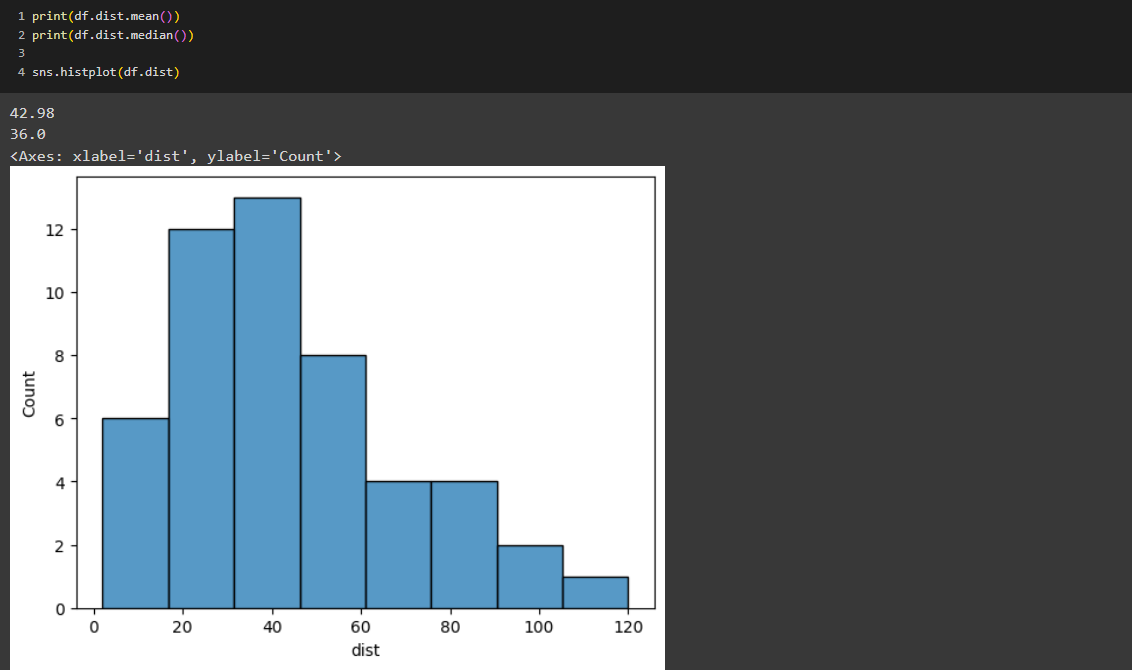 1 print(df.dist.mean())
2 print(df.dist.median())
3
4 sns.histplot(df.dist)
42.98
36.0
<Axes: xlabel='dist', ylabel='Count'>
12
10
8
6
4
2
0
Count
0 20 40 60 80 100 120
dist